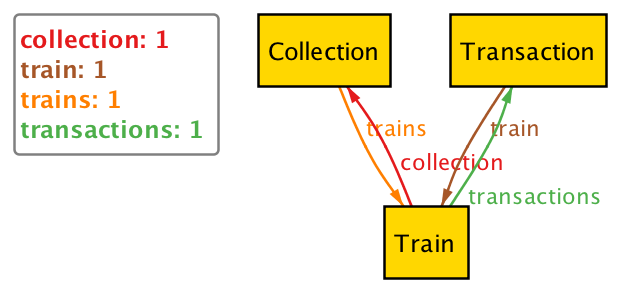 collection: 1
train: 1
trains: 1
transactions: 1
Collection
Transaction
trains
train
collection
transactions
Train